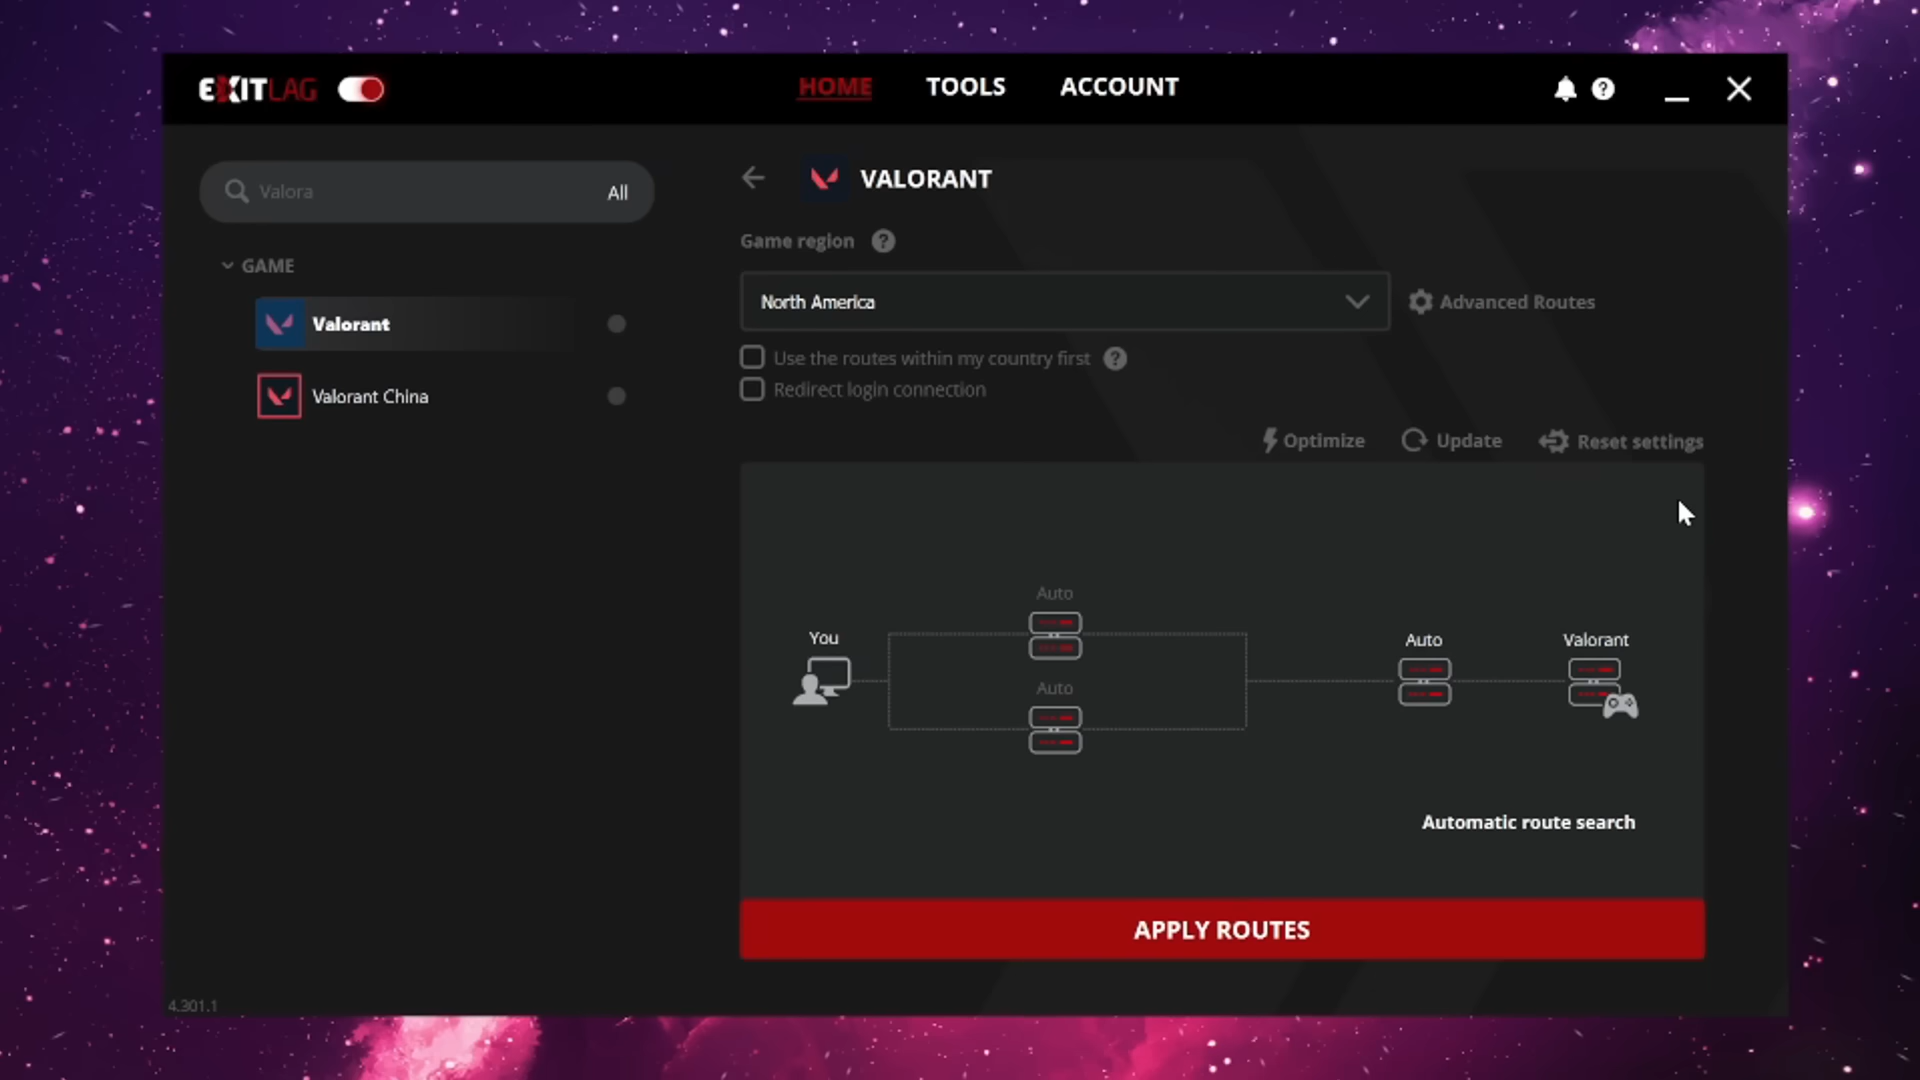 EXITLAG
HOME
TOOLS
ACCOUNT
Valora
All
GAME
Valorant
Valorant China
VALORANT
Game region
North America
Advanced Routes
Use the routes within my country first
Redirect login connection
Optimize
Update
Reset settings
You
Auto
Auto
Auto
Valorant
Automatic route search
APPLY ROUTES
4.301.1